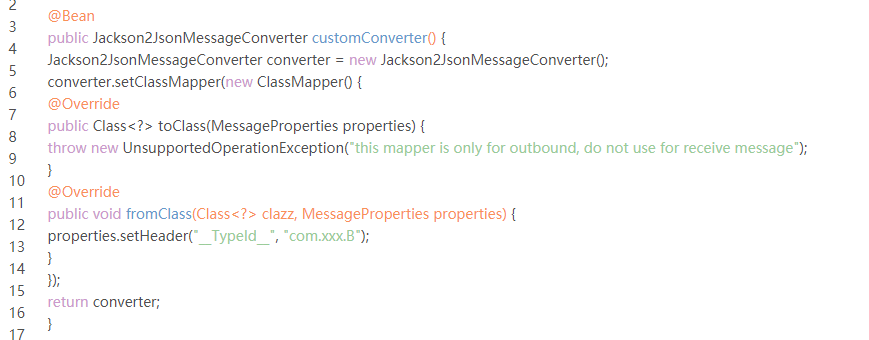 2
3 @Bean
4 public Jackson2JsonMessageConverter customConverter() {
5 Jackson2JsonMessageConverter converter = new Jackson2JsonMessageConverter();
6 converter.setClassMapper(new ClassMapper() {
7 @Override
8 public Class<?> toClass(MessageProperties properties) {
9 throw new UnsupportedOperationException("this mapper is only for outbound, do not use for receive message");
10 }
11 @Override
12 public void fromClass(Class<?> clazz, MessageProperties properties) {
13 properties.setHeader("__TypeId__", "com.xxx.B");
14 }
15 });
16 return converter;
17 }